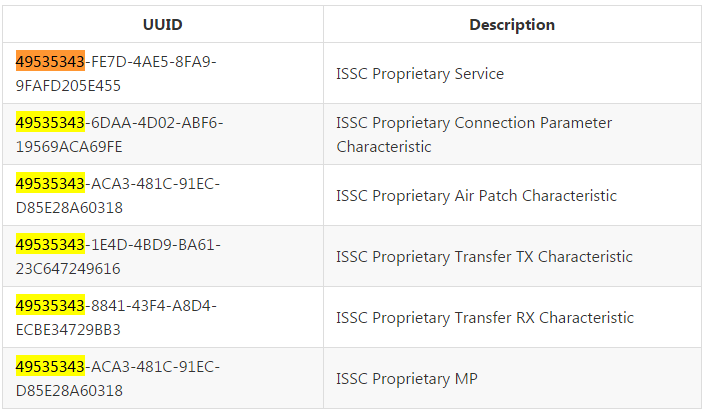 UUID Description
49535343-FE7D-4AE5-8FA9-
9FAFD205E455
ISSC Proprietary Service
49535343-6DAA-4D02-ABF6-
19569ACA69FE
ISSC Proprietary Connection Parameter
Characteristic
49535343-ACA3-481C-91EC-
D85E28A60318
ISSC Proprietary Air Patch Characteristic
49535343-1E4D-4BD9-BA61-
23C647249616
ISSC Proprietary Transfer TX Characteristic
49535343-8841-43F4-A8D4-
ECBE34729BB3
ISSC Proprietary Transfer RX Characteristic
49535343-ACA3-481C-91EC-
D85E28A60318
ISSC Proprietary MP